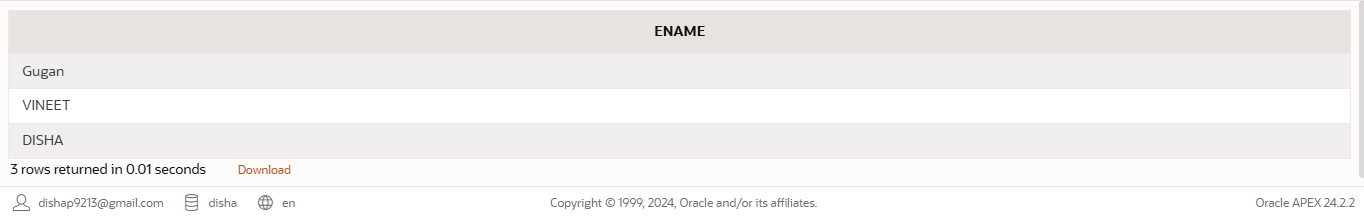 ENAME
Gugan
VINEET
DISHA
3 rows returned in 0.01 seconds Download
dishap9213@gmail.com disha en Copyright © 1999, 2024, Oracle and/or its affiliates. Oracle APEX 24.2.2